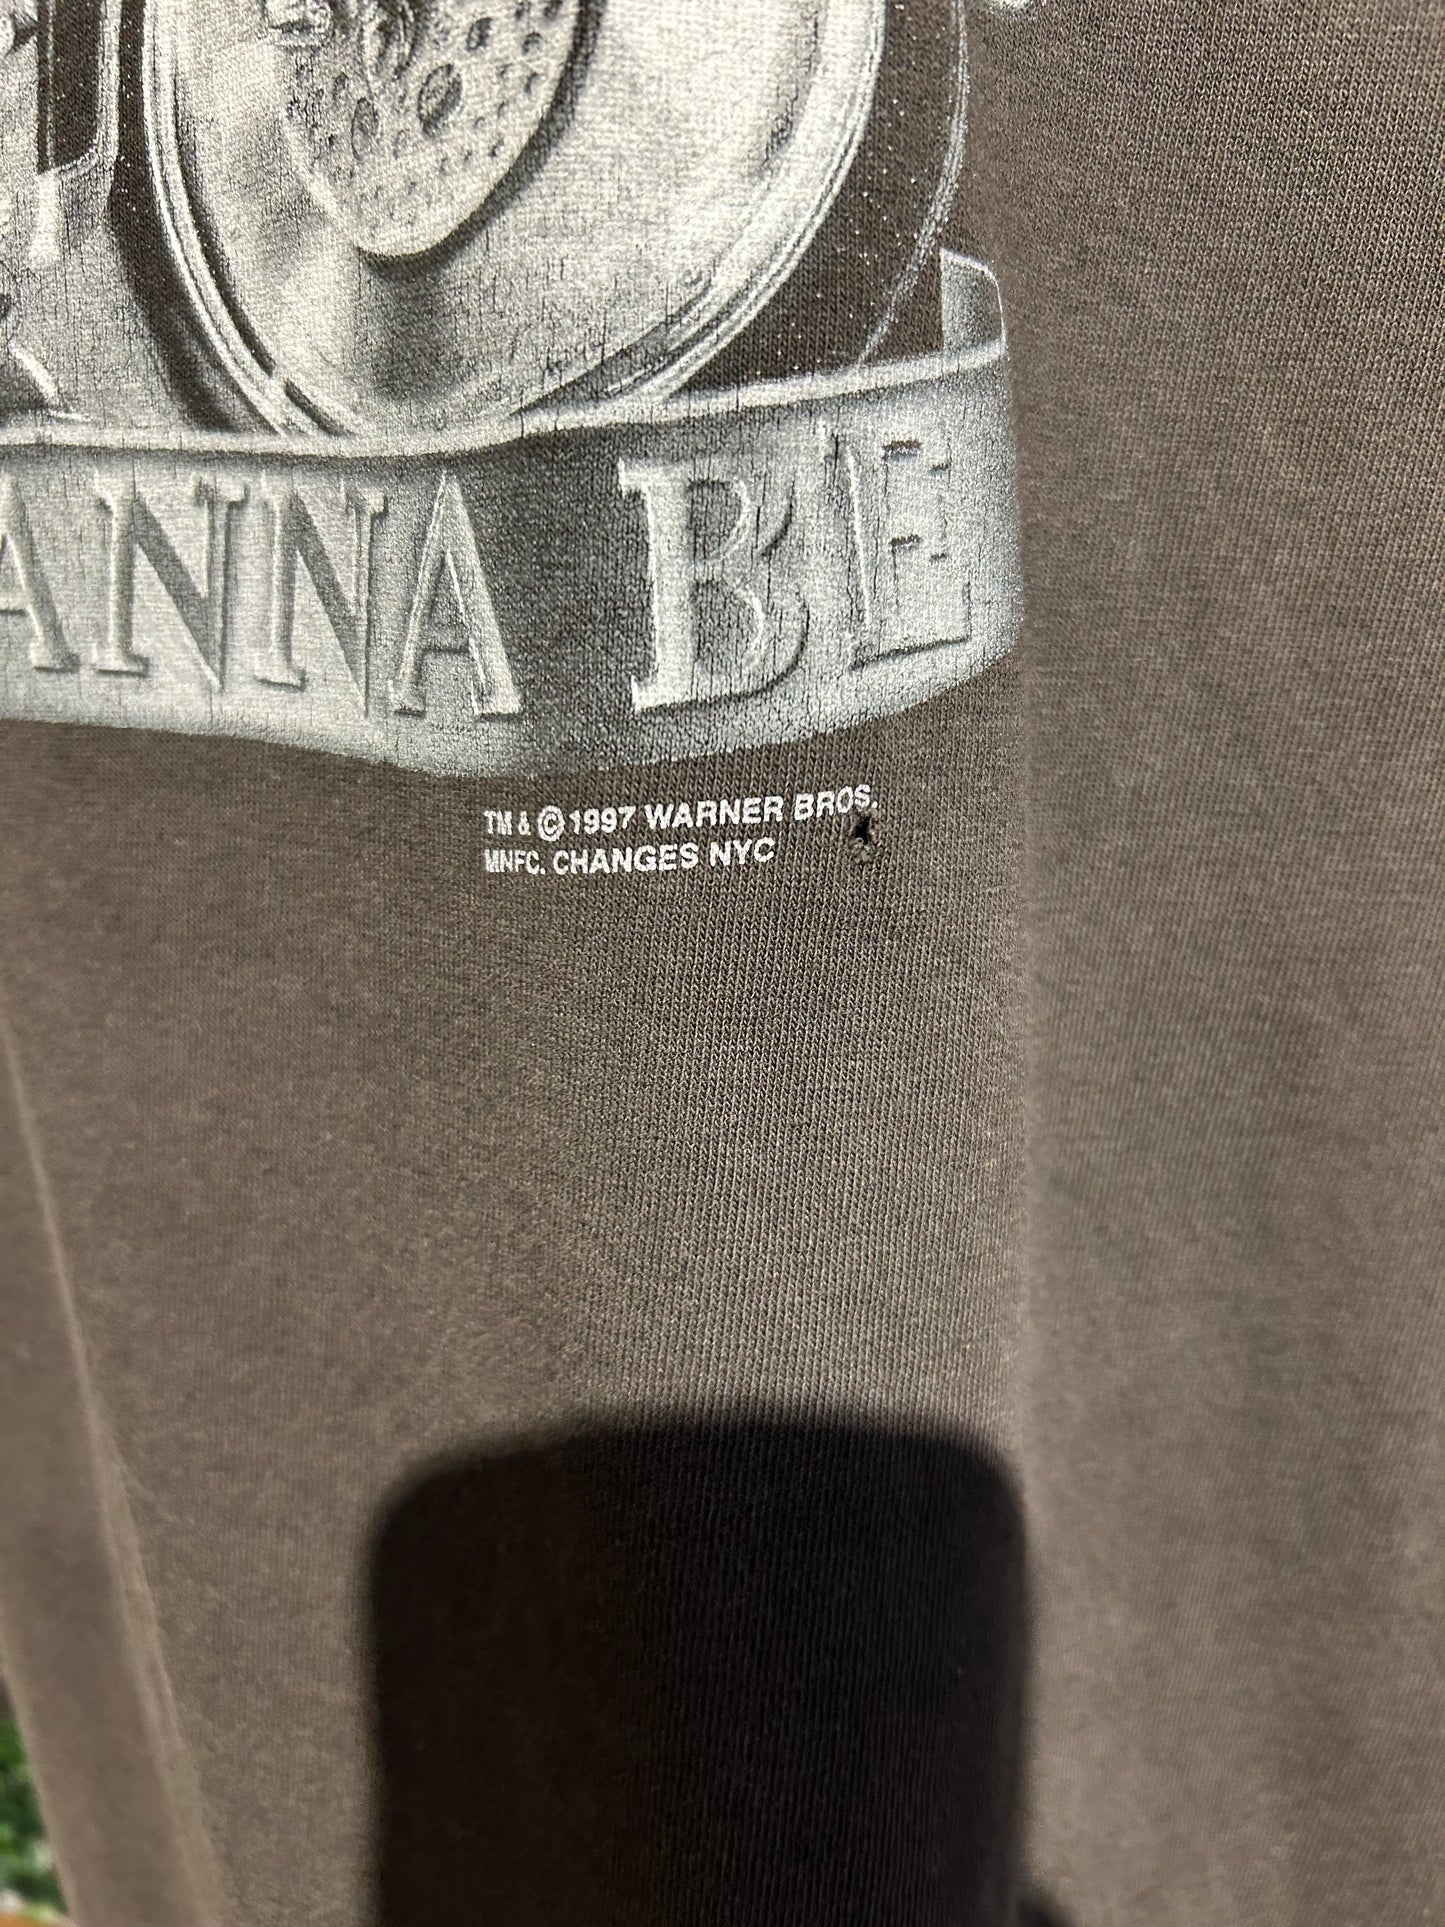 ANNA BE
TM & © 1997 WARNER BROS.
MNFC. CHANGES NYC